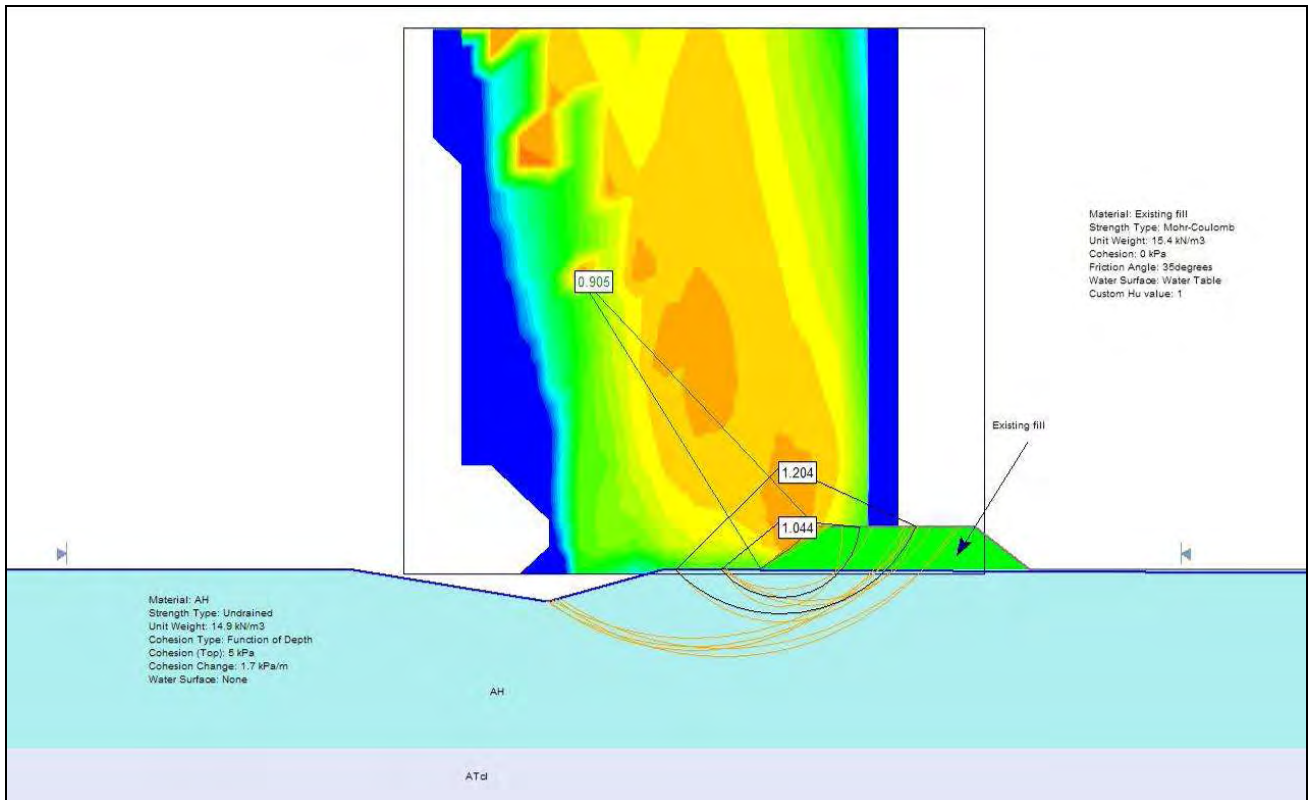 Material: Existing fill
Strength Type: Mohr-Coulomb
Unit Weight: 15.4 kN/m3
Cohesion: 0 kPa
Friction Angle: 35degrees
Water Surface: Water Table
Custom Hu value: 1
0.905
Existing fill
1.204
1.044
Material: AH
Strength Type: Undrained
Unit Weight: 14.9 kN/m3
Cohesion Type: Function of Depth
Cohesion (Top): 5 kPa
Cohesion Change: 1.7 kPa/m
Water Surface: None
AH
ATcl